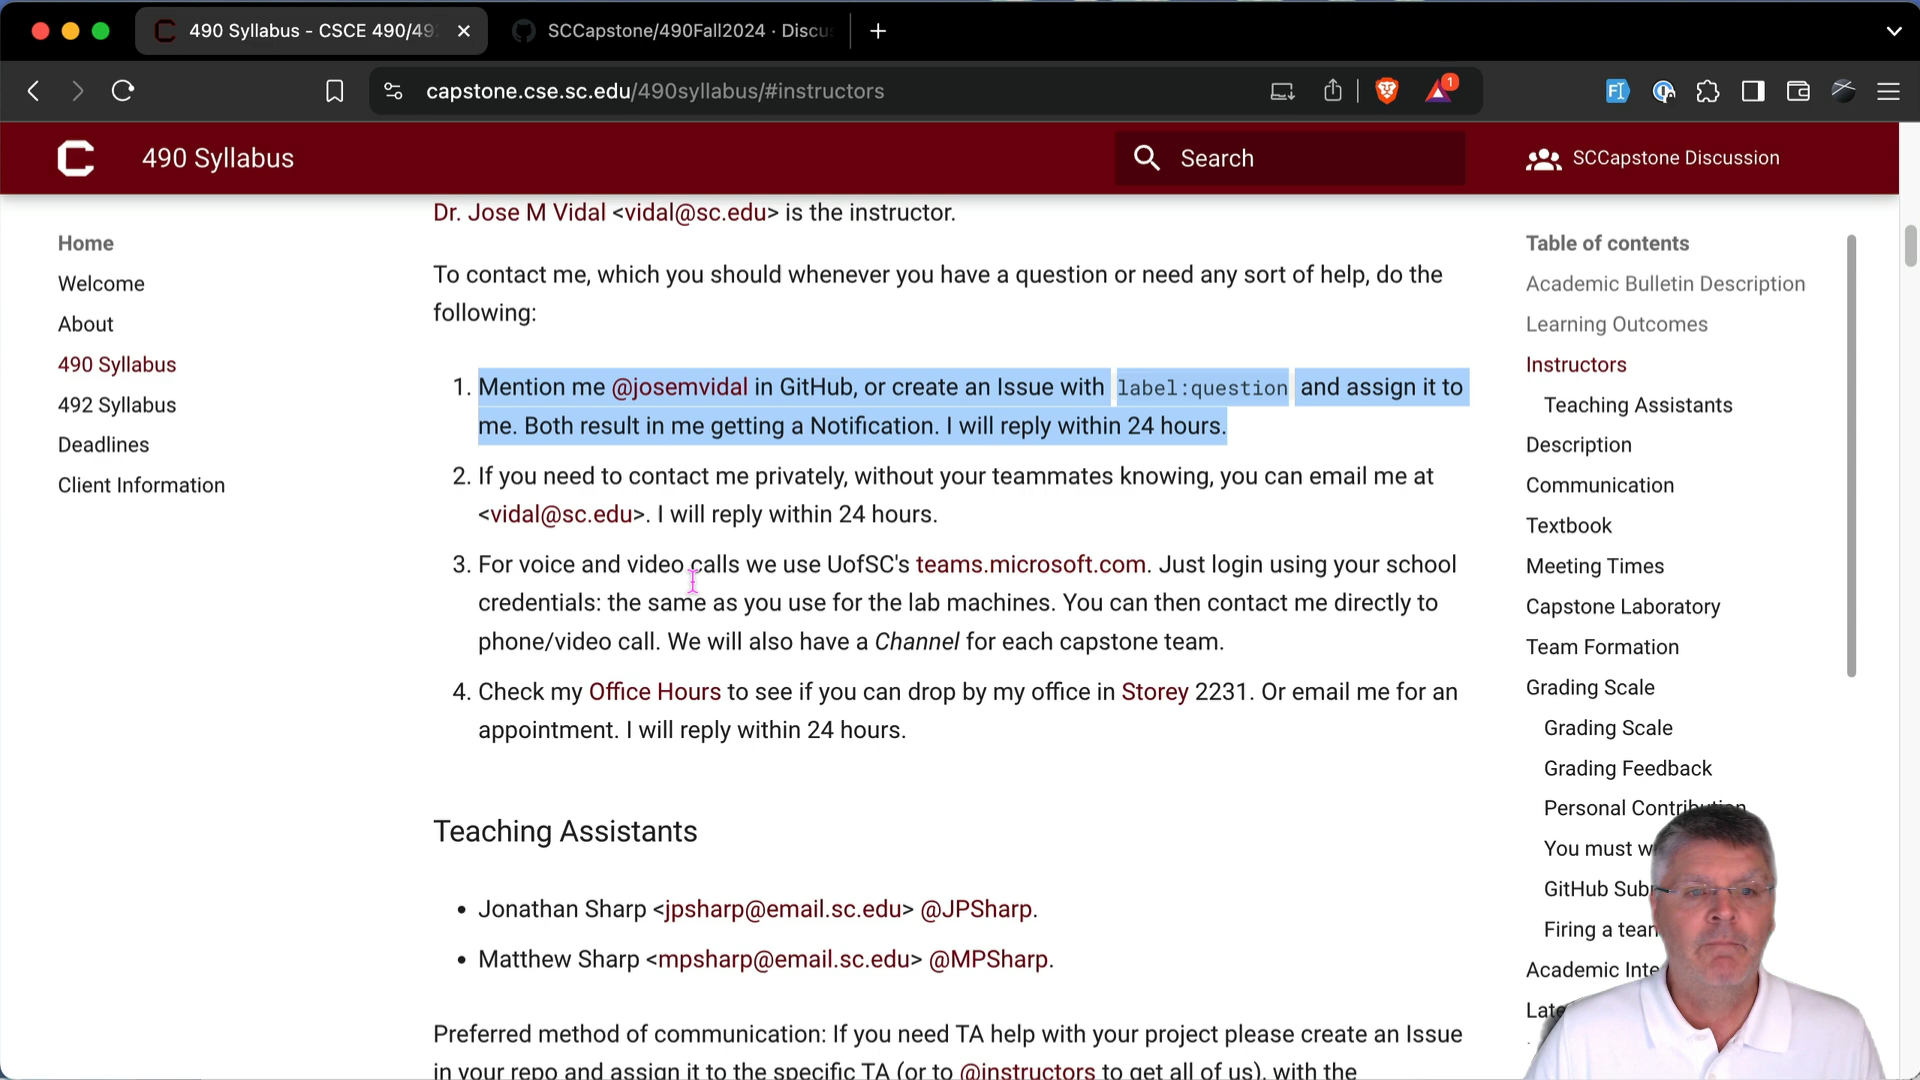 490 Syllabus - CSCE 490/49
SCCapstone/490Fall2024 · Discu
capstone.cse.sc.edu/490syllabus/#instructors
1
C
490 Syllabus
Search
SCCapstone Discussion
Home
Welcome
About
490 Syllabus
492 Syllabus
Deadlines
Client Information
Dr. Jose M Vidal <vidal@sc.edu> is the instructor.
To contact me, which you should whenever you have a question or need any sort of help, do the
following:
1. Mention me @josemvidal in GitHub, or create an Issue with label:question and assign it to
me. Both result in me getting a Notification. I will reply within 24 hours.
2. If you need to contact me privately, without your teammates knowing, you can email me at
<vidal@sc.edu>. I will reply within 24 hours.
3. For voice and video calls we use UofSC's teams.microsoft.com. Just login using your school
credentials: the same as you use for the lab machines. You can then contact me directly to
phone/video call. We will also have a Channel for each capstone team.
4. Check my Office Hours to see if you can drop by my office in Storey 2231. Or email me for an
appointment. I will reply within 24 hours.
Teaching Assistants
• Jonathan Sharp <jpsharp@email.sc.edu> @JPSharp.
• Matthew Sharp <mpsharp@email.sc.edu> @MPSharp.
Preferred method of communication: If you need TA help with your project please create an Issue
in your repo and assign it to the specific TA (or to @instructors to get all of us), with the
Table of contents
Academic Bulletin Description
Learning Outcomes
Instructors
Teaching Assistants
Description
Communication
Textbook
Meeting Times
Capstone Laboratory
Team Formation
Grading Scale
Grading Scale
Grading Feedback
Personal Contribution
You must w
GitHub Sub
Firing a tea
Academic Inte
Late